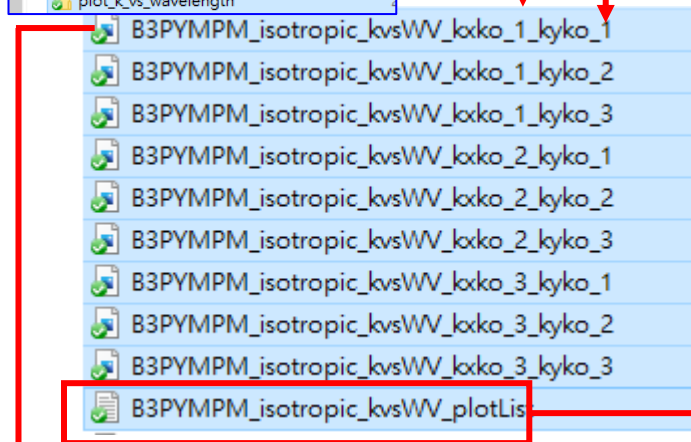 plot_k_vs_wavelength
B3PYMPM_isotropic_kvsWV_kxko_1_kyko_1
B3PYMPM_isotropic_kvsWV_kxko_1_kyko_2
B3PYMPM_isotropic_kvsWV_kxko_1_kyko_3
B3PYMPM_isotropic_kvsWV_kxko_2_kyko_1
B3PYMPM_isotropic_kvsWV_kxko_2_kyko_2
B3PYMPM_isotropic_kvsWV_kxko_2_kyko_3
B3PYMPM_isotropic_kvsWV_kxko_3_kyko_1
B3PYMPM_isotropic_kvsWV_kxko_3_kyko_2
B3PYMPM_isotropic_kvsWV_kxko_3_kyko_3
B3PYMPM_isotropic_kvsWV_plotList